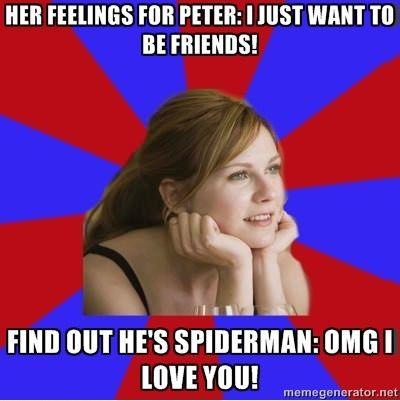 HER FEELINGS FOR PETER: I JUST WANT TO
BE FRIENDS!
FIND OUT HE'S SPIDERMAN: OMG I
LOVE YOU!
memegenerator.net